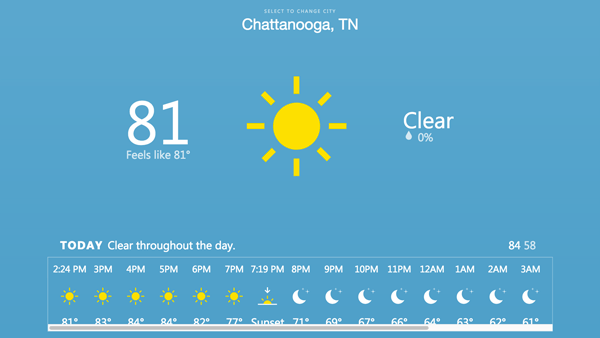 SELECT TO CHANGE CITY
Chattanooga, TN
81
Feels like 81°
Clear
0%
TODAY Clear throughout the day.
84 58
2:24 PM 3PM 4PM 5PM 6PM 7PM 7:19 PM 8PM 9PM 10PM 11PM 12AM 1AM 2AM 3AM
81° 83° 84° 84° 82° 77° Sunset 71° 69° 67° 66° 64° 63° 62° 61°